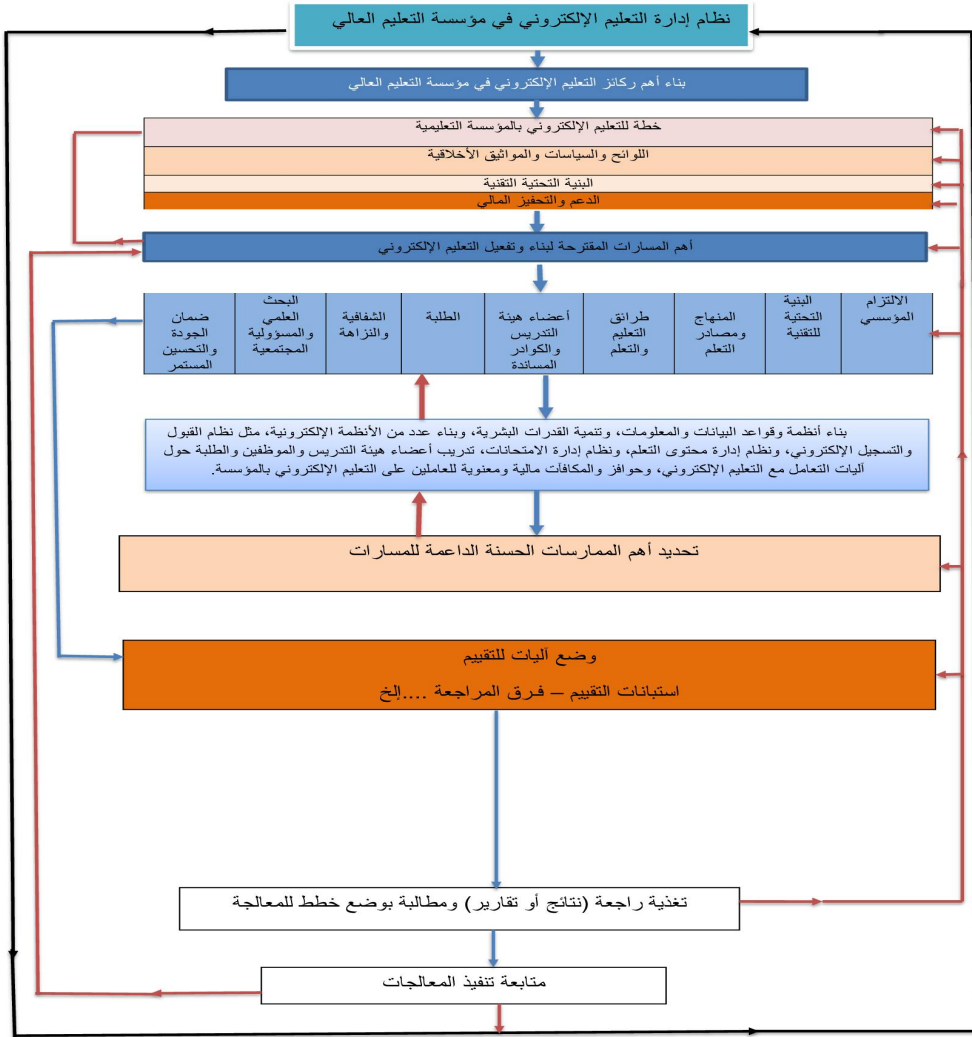 نظام إدارة التعليم الإلكتروني في مؤسسة التعليم العالي
بناء أهم ركائز التعليم الإلكتروني في مؤسسة التعليم العالي
خطة للتعليم الإلكتروني بالمؤسسة التعليمية
اللوائح والسياسات والمواثيق الأخلاقية
البنية التحتية التقنية
الدعم والتحفيز المالي
أهم المسارات المقترحة لبناء وتفعيل التعليم الإلكتروني
الالتزام
المؤسسي
البنية
التحتية
للتقنية
المنهاج
ومصادر
التعلم
طرائق
التعليم
والتعلم
أعضاء هيئة
التدريس
والكوادر
المساندة
الطلبة
الشفافية
والنزاهة
البحث
العلمي
والمسؤولية
المجتمعية
ضمان
الجودة
والتحسين
المستمر
بناء أنظمة وقواعد البيانات والمعلومات، وتنمية القدرات البشرية، وبناء عدد من الأنظمة الإلكترونية، مثل نظام القبول
والتسجيل الإلكتروني، ونظام إدارة محتوى التعلم، ونظام إدارة الامتحانات، تدريب أعضاء هيئة التدريس والموظفين والطلبة حول
آليات التعامل مع التعليم الإلكتروني، وحوافز والمكافات مالية ومعنوية للعاملين على التعليم الإلكتروني بالمؤسسة.
تحديد أهم الممارسات الحسنة الداعمة للمسارات
وضع آليات للتقييم
استبانات التقييم – فرق المراجعة ....إلخ
تغذية راجعة (نتائج أو تقارير) ومطالبة بوضع خطط للمعالجة
متابعة تنفيذ المعالجات